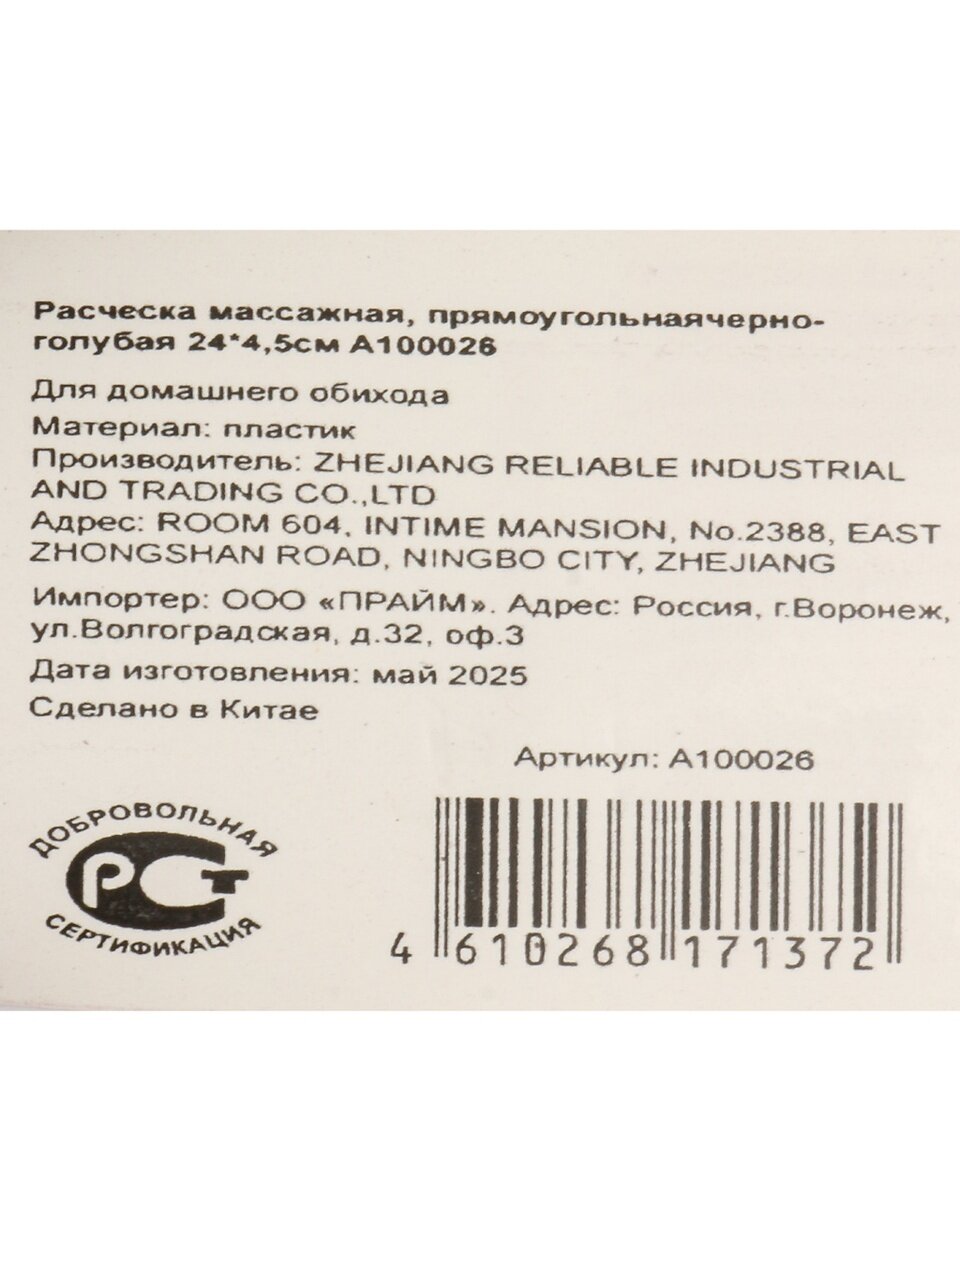 Расческа массажная, прямоугольнаячерно-
голубая 24*4,5см А100026
Для домашнего обихода
Материал: пластик
Производитель: ZHEJIANG RELIABLE INDUSTRIAL
AND TRADING CO.,LTD
Адрес: ROOM 604, INTIME MANSION, No.2388, EAST
ZHONGSHAN ROAD, NINGBO CITY, ZHEJIANG
Импортер: ООО «ПРАЙМ». Адрес: Россия, г.Воронеж,
ул.Волгоградская, д.32, оф.3
Дата изготовления: май 2025
Сделано в Китае
Артикул: А100026
ДОБРОВОЛЬНАЯ
РСТ
СЕРТИФИКАЦИЯ
4 610268 171372